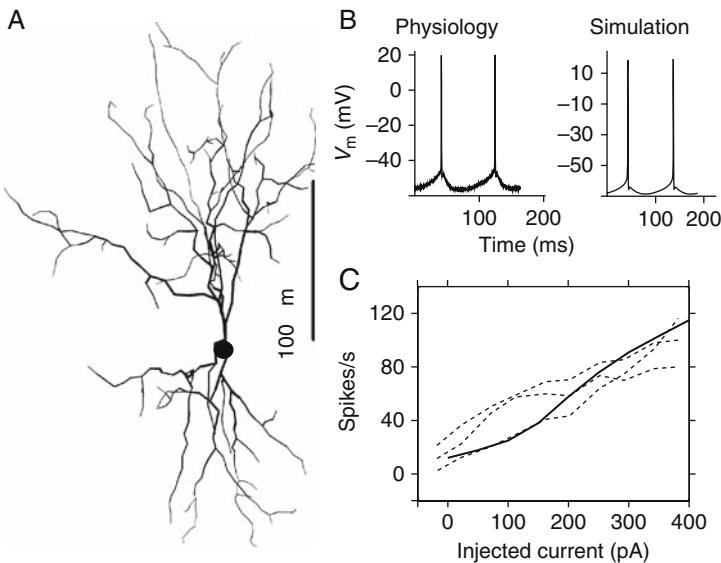 A
100 m
B
Physiology
Simulation
20
0
−20
−40
Vm (mV)
0
100
200
10
−10
−30
−50
100
200
Time (ms)
C
120
80
40
0
Spikes/s
0
100
200
300
400
Injected current (pA)